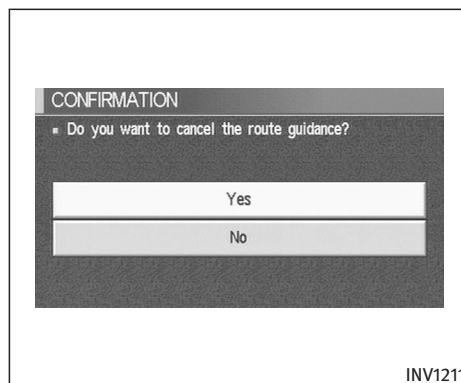 CONFIRMATION
▪ Do you want to cancel the route guidance?
Yes
No
INV1211